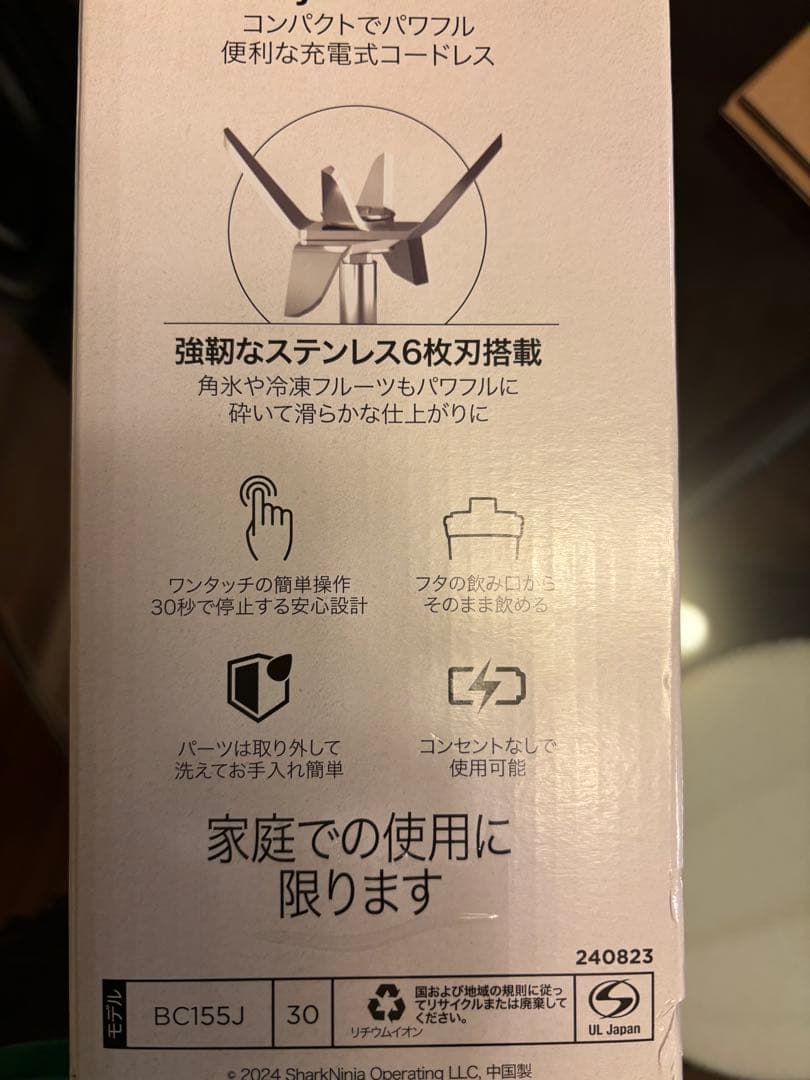 コンパクトでパワフル
便利な充電式コードレス
強靭なステンレス6枚刃搭載
角氷や冷凍フルーツもパワフルに
砕いて滑らかな仕上がりに
ワンタッチの簡単操作
30秒で停止する安心設計
フタの飲み口から
そのまま飲める
パーツは取り外して
洗えてお手入れ簡単
コンセントなしで
使用可能
家庭での使用に
限ります
240823
モデル
BC155J
30
リチウムイオン
国および地域の規則に従っ
てリサイクルまたは廃棄して
ください。
UL Japan
© 2024 SharkNinja Operating LLC, 中国製